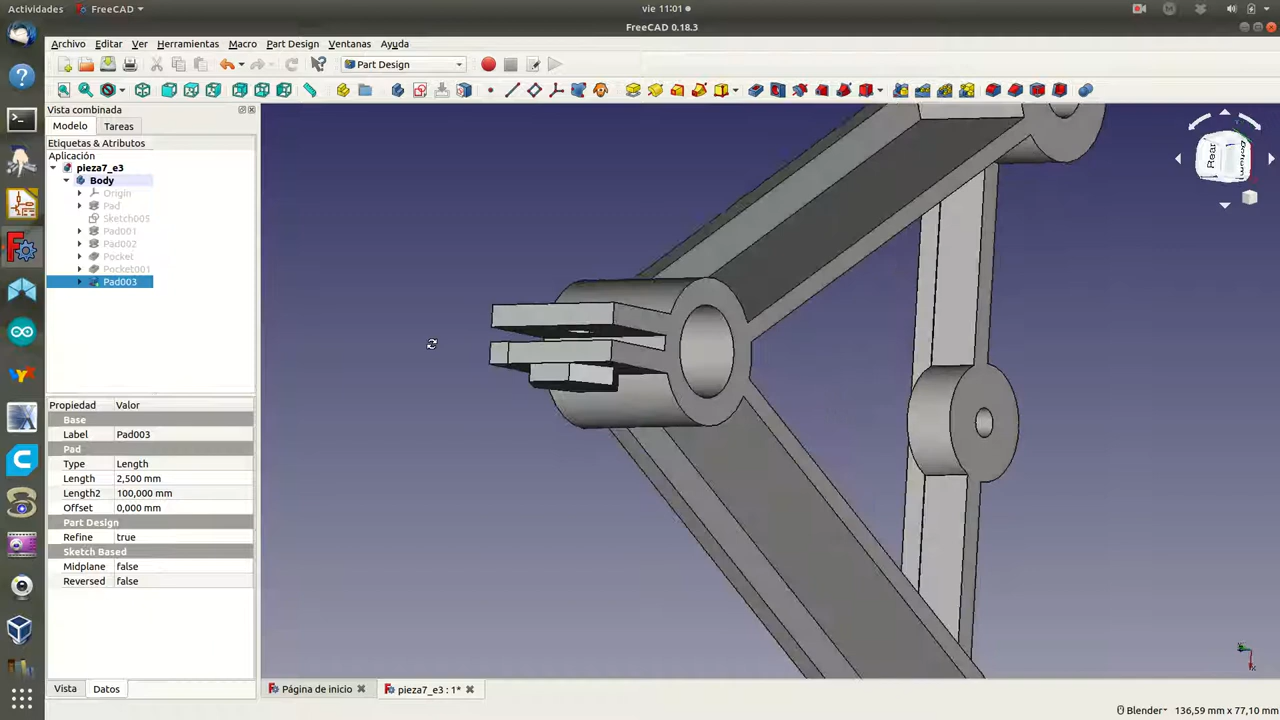 Actividades FreeCAD vie 11:01
FreeCAD 0.18.3
Archivo Editar Ver Herramientas Macro Part Design Ventanas Ayuda
Part Design
Vista combinada
Modelo Tareas
Etiquetas & Atributos
Aplicación
pieza7_e3
Body
Origin
Pad
Sketch005
Pad001
Pad002
Pocket
Pocket001
Pad003
Rear
Propiedad Valor
Base
Label Pad003
Pad
Type Length
Length 2,500 mm
Length2 100,000 mm
Offset 0,000 mm
Part Design
Refine true
Sketch Based
Midplane false
Reversed false
Vista Datos
Página de inicio pieza7_e3 : 1*
Blender 136,59 mm x 77,10 mm